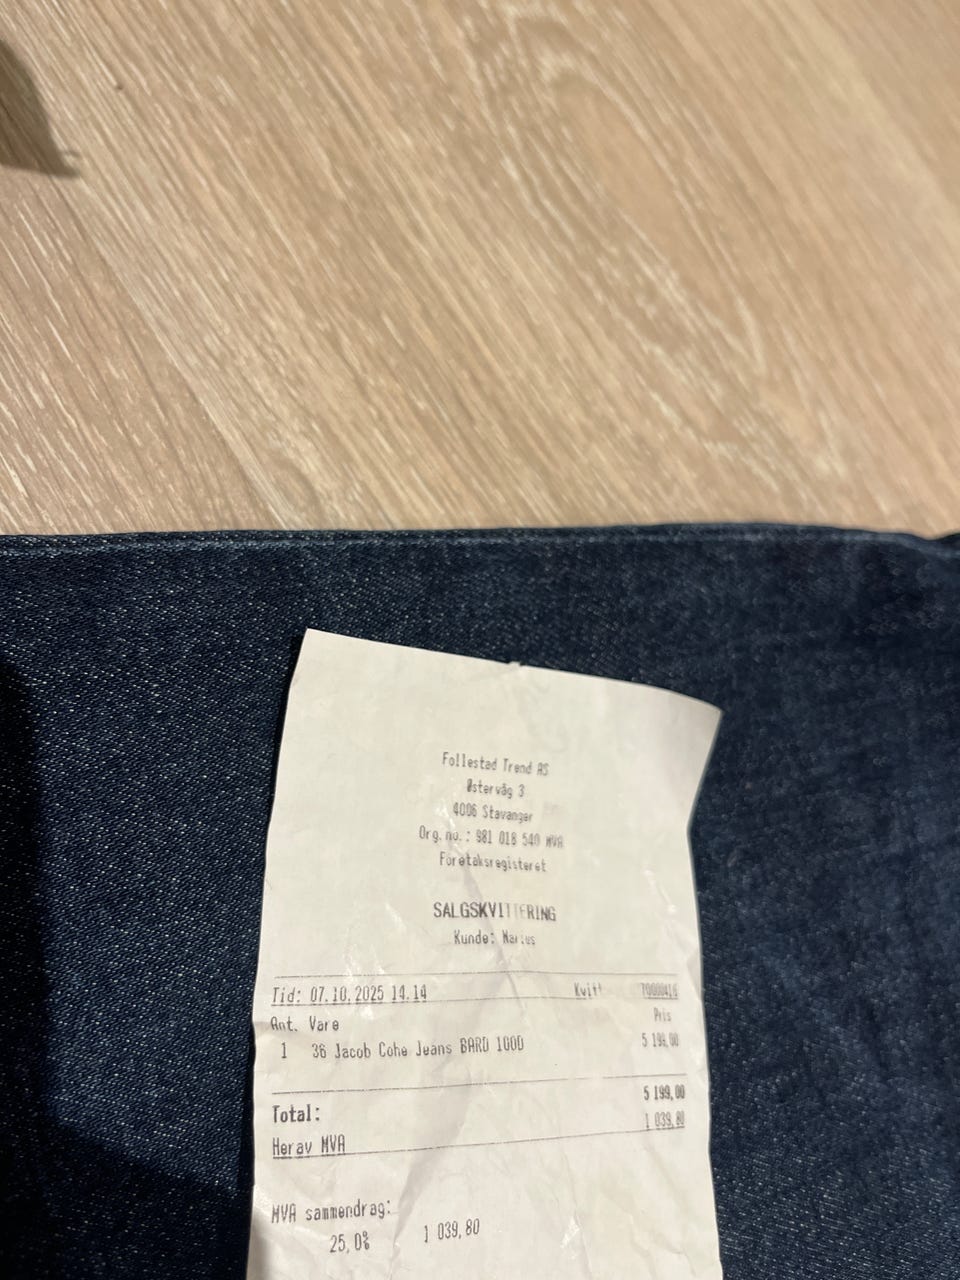 Follestad Trend AS
Østervåg 3
4006 Stavanger
Org.no.: 981 018 540 MVA
Foretaksregisteret
SALGSKVITTERING
Kunde: Marius
Tid: 07.10.2025 14.14 Kvitt
Pris
Ant. Vare
1 36 Jacob Cohe Jeans BARD 5 199,00
5 199,00
Total:
1 039,80
Herav MVA
MVA sammendrag:
25,0% 1 039,80